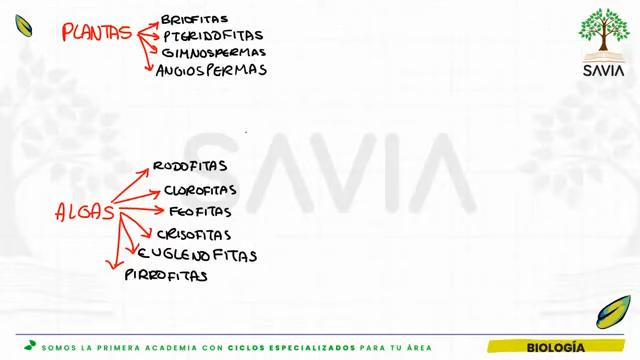 PLANTAS
BRIOFITAS
PTERIDOFITAS
GIMNOSPERMAS
ANGIOSPERMAS
SAVIA
SAVIA
ALGAS
RODOFITAS
CLOROFITAS
FEOFITAS
CRISOFITAS
EUGLENOFITAS
PIRROFITAS
SOMOS LA PRIMERA ACADEMIA CON CICLOS ESPECIALIZADOS PARA TU ÁREA
BIOLOGÍA